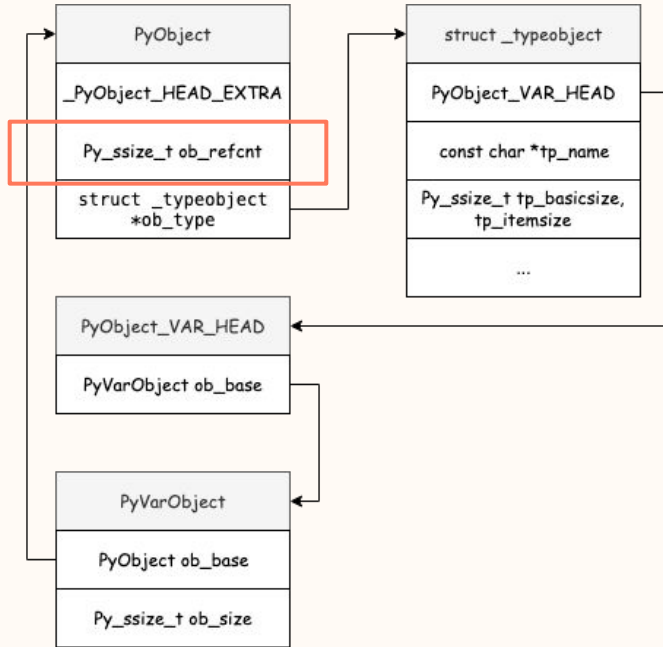 PyObject
_PyObject_HEAD_EXTRA
Py_ssize_t ob_refcnt
struct _typeobject
*ob_type
struct _typeobject
PyObject_VAR_HEAD
const char *tp_name
Py_ssize_t tp_basicsize,
tp_itemsize
...
PyObject_VAR_HEAD
PyVarObject ob_base
PyVarObject
PyObject ob_base
Py_ssize_t ob_size